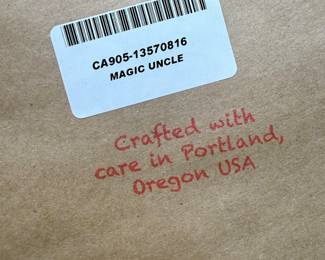 CA905-13570816
MAGIC UNCLE
Crafted with
care in Portland,
Oregon USA